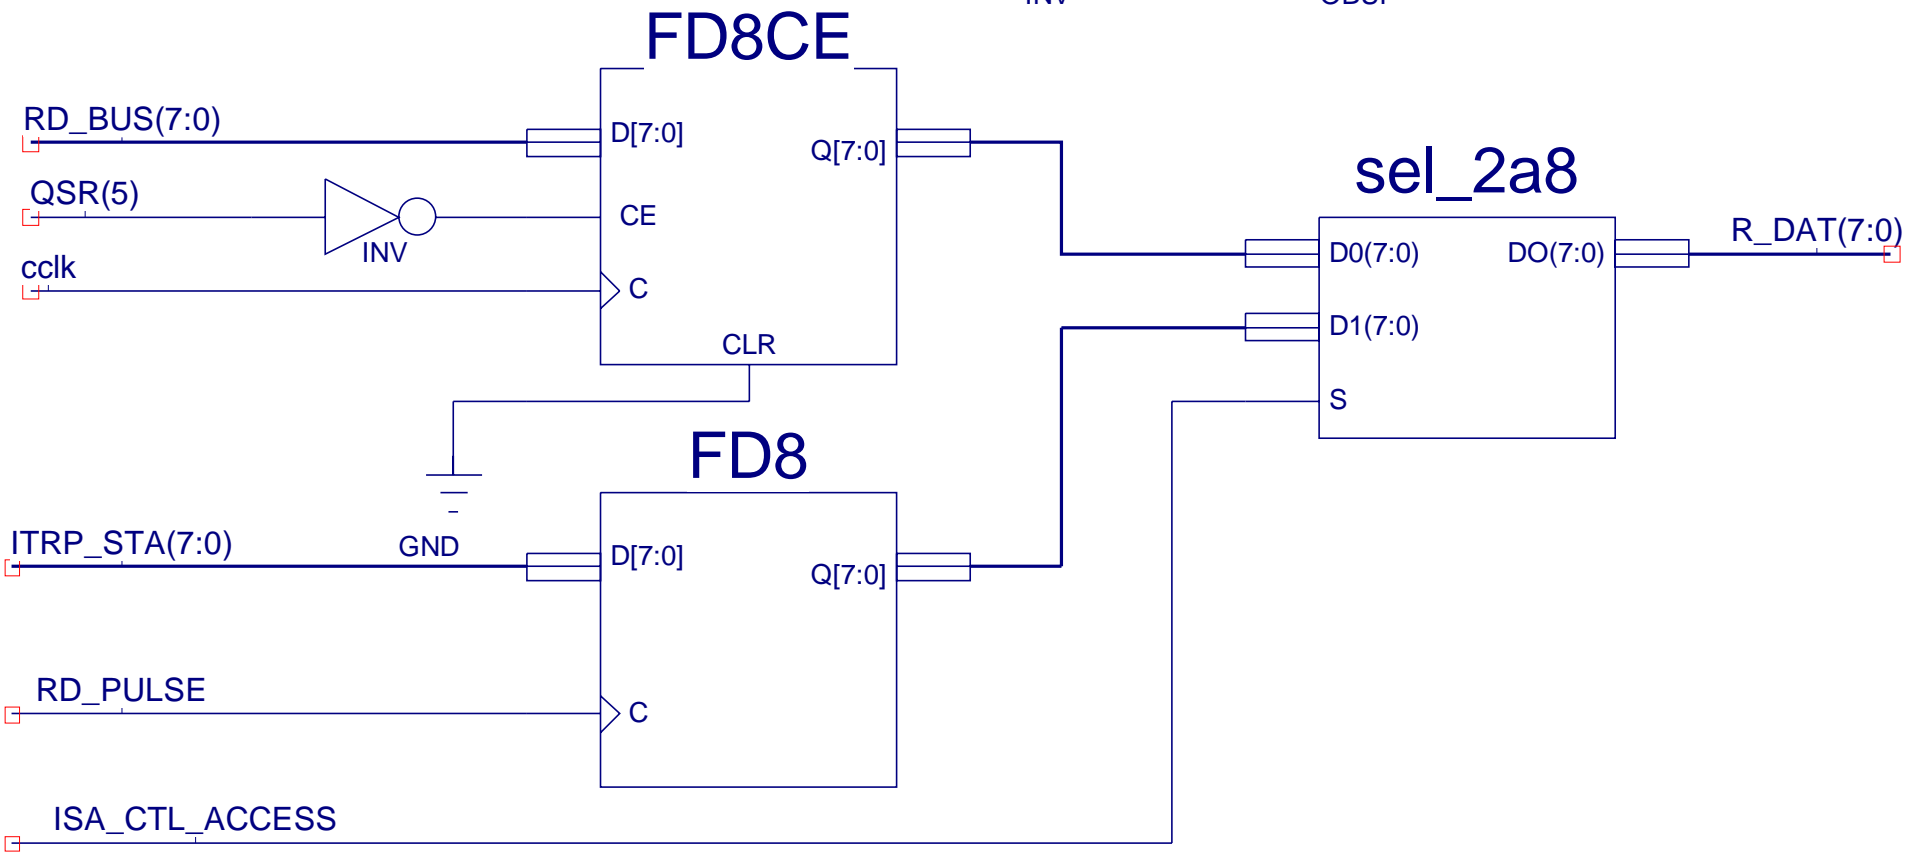 FD8CE
RD_BUS(7:0)
D[7:0]
Q[7:0]
QSR(5)
CE
INV
cclk
C
CLR
sel_2a8
R_DAT(7:0)
D0(7:0)
DO(7:0)
D1(7:0)
S
FD8
ITRP_STA(7:0)
GND
D[7:0]
Q[7:0]
RD_PULSE
C
ISA_CTL_ACCESS